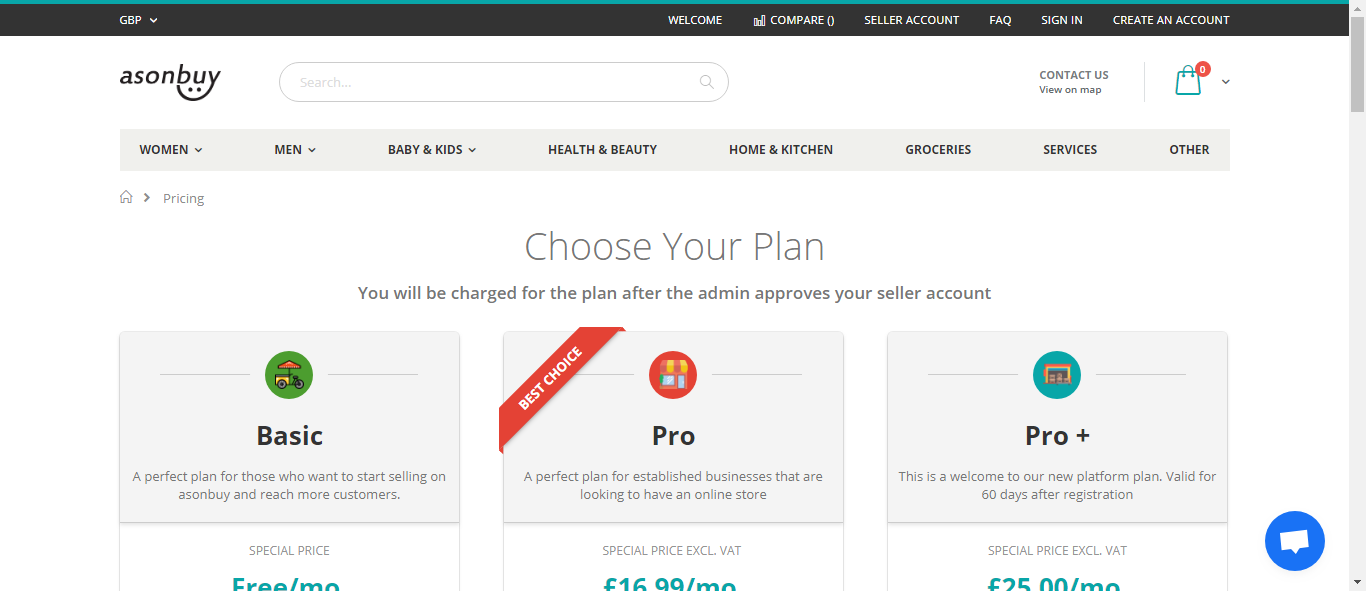 GBP
WELCOME
COMPARE ()
SELLER ACCOUNT
FAQ
SIGN IN
CREATE AN ACCOUNT
asonbuy
Search...
CONTACT US
View on map
0
WOMEN
MEN
BABY & KIDS
HEALTH & BEAUTY
HOME & KITCHEN
GROCERIES
SERVICES
OTHER
Pricing
Choose Your Plan
You will be charged for the plan after the admin approves your seller account
Basic
A perfect plan for those who want to start selling on
asonbuy and reach more customers.
SPECIAL PRICE
Free/mo
BEST CHOICE
Pro
A perfect plan for established businesses that are
looking to have an online store
SPECIAL PRICE EXCL. VAT
£16.99/mo
Pro +
This is a welcome to our new platform plan. Valid for
60 days after registration
SPECIAL PRICE EXCL. VAT
£25.00/mo